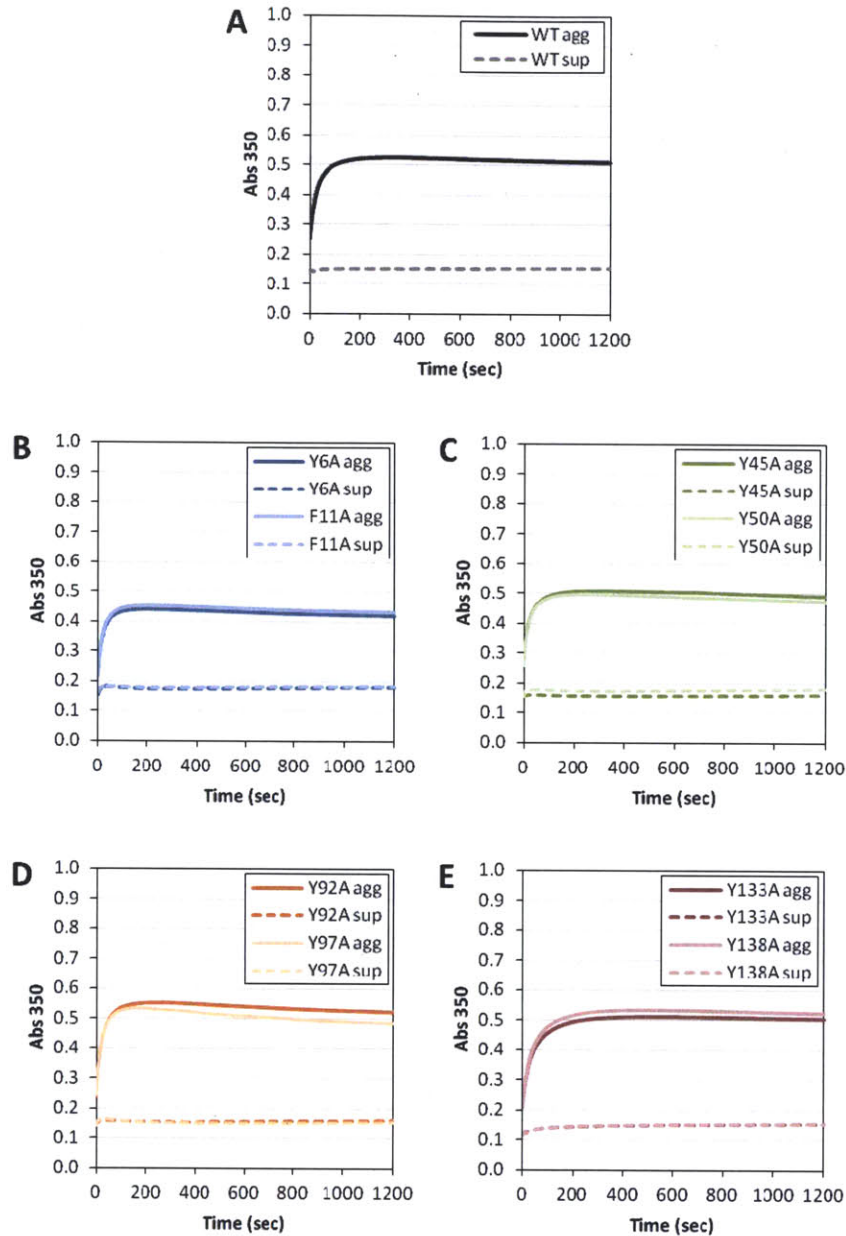 A
WT agg
WT sup
1.0
0.9
0.8
0.7
0.6
0.5
0.4
0.3
0.2
0.1
0.0
Abs 350
0 200 400 600 800 1000 1200
Time (sec)
B
Y6A agg
Y6A sup
F11A agg
F11A sup
1.0
0.9
0.8
0.7
0.6
0.5
0.4
0.3
0.2
0.1
0.0
Abs 350
0 200 400 600 800 1000 1200
Time (sec)
C
Y45A agg
Y45A sup
Y50A agg
Y50A sup
1.0
0.9
0.8
0.7
0.6
0.5
0.4
0.3
0.2
0.1
0.0
Abs 350
0 200 400 600 800 1000 1200
Time (sec)
D
Y92A agg
Y92A sup
Y97A agg
Y97A sup
1.0
0.9
0.8
0.7
0.6
0.5
0.4
0.3
0.2
0.1
0.0
Abs 350
0 200 400 600 800 1000 1200
Time (sec)
E
Y133A agg
Y133A sup
Y138A agg
Y138A sup
1.0
0.9
0.8
0.7
0.6
0.5
0.4
0.3
0.2
0.1
0.0
Abs 350
0 200 400 600 800 1000 1200
Time (sec)